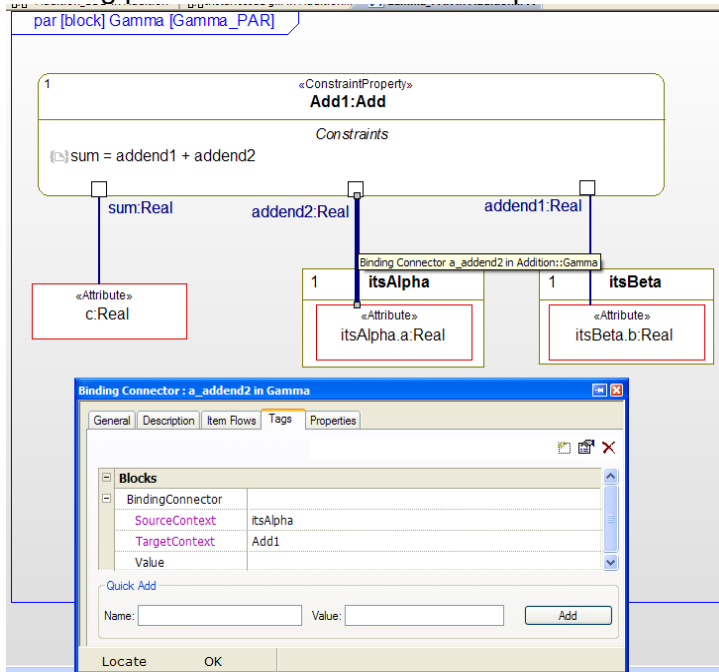 par [block] Gamma [Gamma_PAR]
1
«ConstraintProperty»
Add1:Add
Constraints
sum = addend1 + addend2
sum:Real
addend2:Real
addend1:Real
Binding Connector a_addend2 in Addition::Gamma
«Attribute»
c:Real
1 itsAlpha
«Attribute»
itsAlpha.a:Real
1 itsBeta
«Attribute»
itsBeta.b:Real
Binding Connector : a_addend2 in Gamma
General Description Item Flows Tags Properties
Blocks
BindingConnector
SourceContext itsAlpha
TargetContext Add1
Value
Quick Add
Name: Value: Add
Locate OK